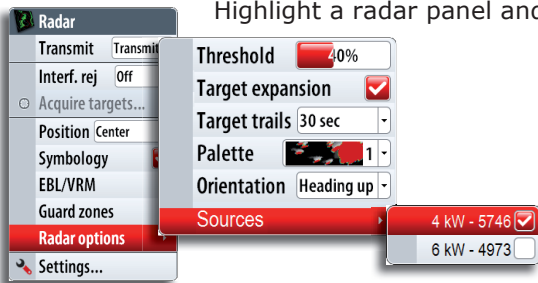 Highlight a radar panel and
Radar
Transmit Transmit
Interf. rej Off
Acquire targets...
Position Center
Symbology
EBL/VRM
Guard zones
Radar options
Settings...
Threshold 40%
Target expansion
Target trails 30 sec
Palette 1
Orientation Heading up
Sources
4 kW - 5746
6 kW - 4973